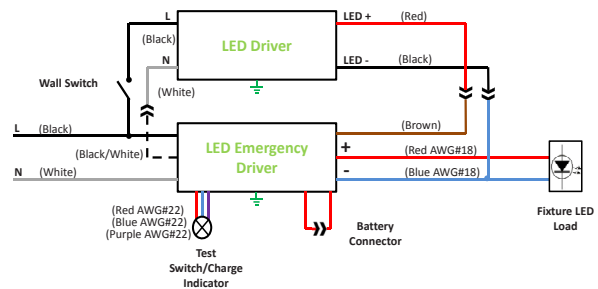 L
LED +
(Red)
(Black)
LED Driver
N
LED -
(Black)
(White)
Wall Switch
L
(Black)
(Brown)
(Black/White)
LED Emergency
Driver
+
(Red AWG#18)
N
(White)
-
(Blue AWG#18)
Fixture LED
Load
(Red AWG#22)
(Blue AWG#22)
(Purple AWG#22)
Battery
Connector
Test
Switch/Charge
Indicator